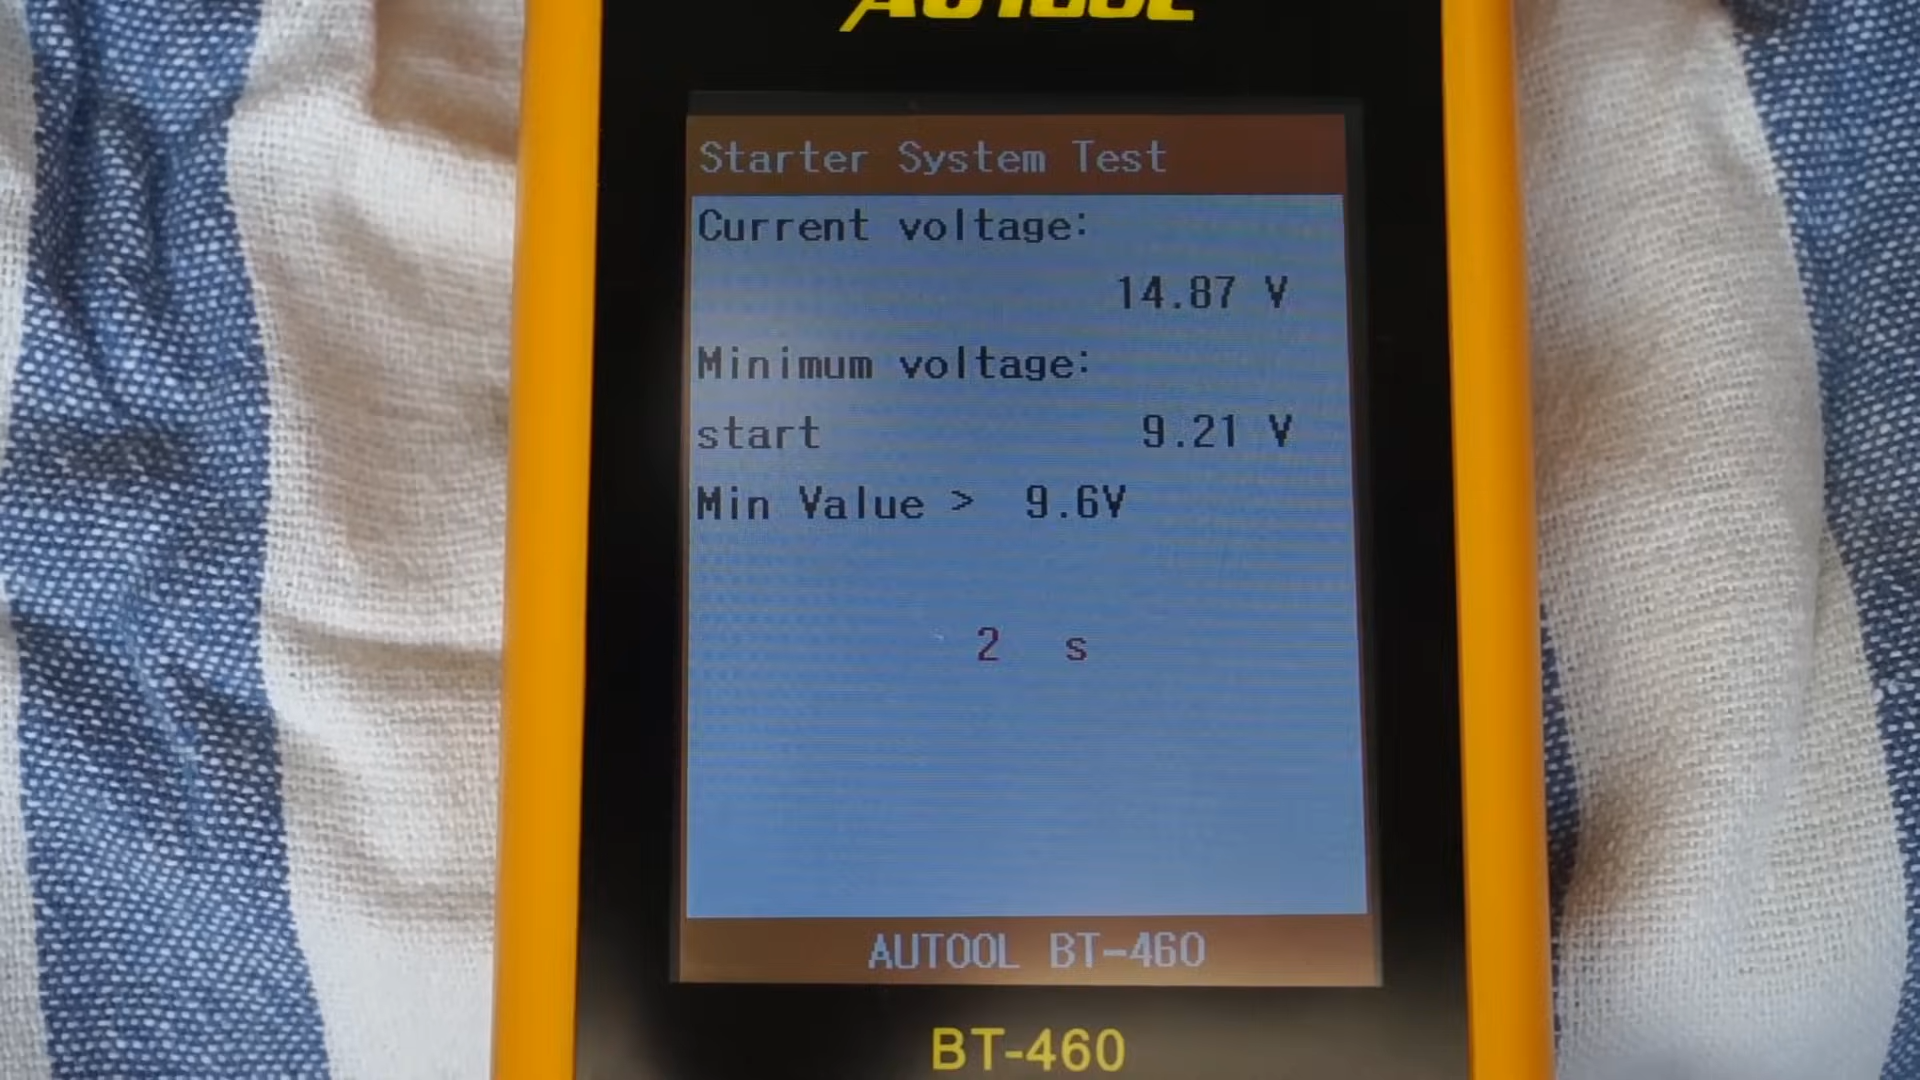 AUTOOL
Starter System Test
Current voltage:
14.87 V
Minimum voltage:
start 9.21 V
Min Value > 9.6V
2 s
AUTOOL BT-460
BT-460